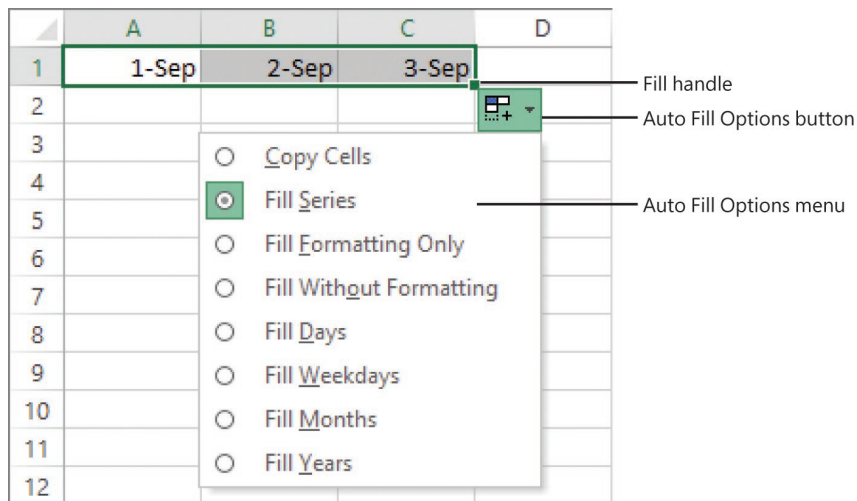 A B C D
1 1-Sep 2-Sep 3-Sep
Fill handle
2
Auto Fill Options button
3
Copy Cells
4
Fill Series
Auto Fill Options menu
5
6
Fill Formatting Only
7
Fill Without Formatting
8
Fill Days
9
Fill Weekdays
10
Fill Months
11
Fill Years
12